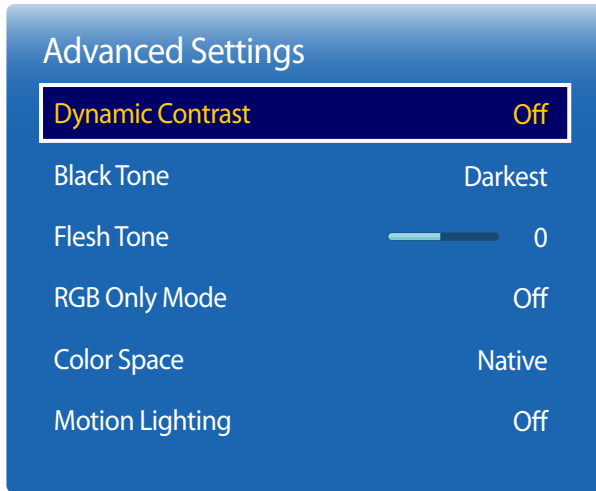 Advanced Settings
Dynamic Contrast Off
Black Tone Darkest
Flesh Tone 0
RGB Only Mode Off
Color Space Native
Motion Lighting Off